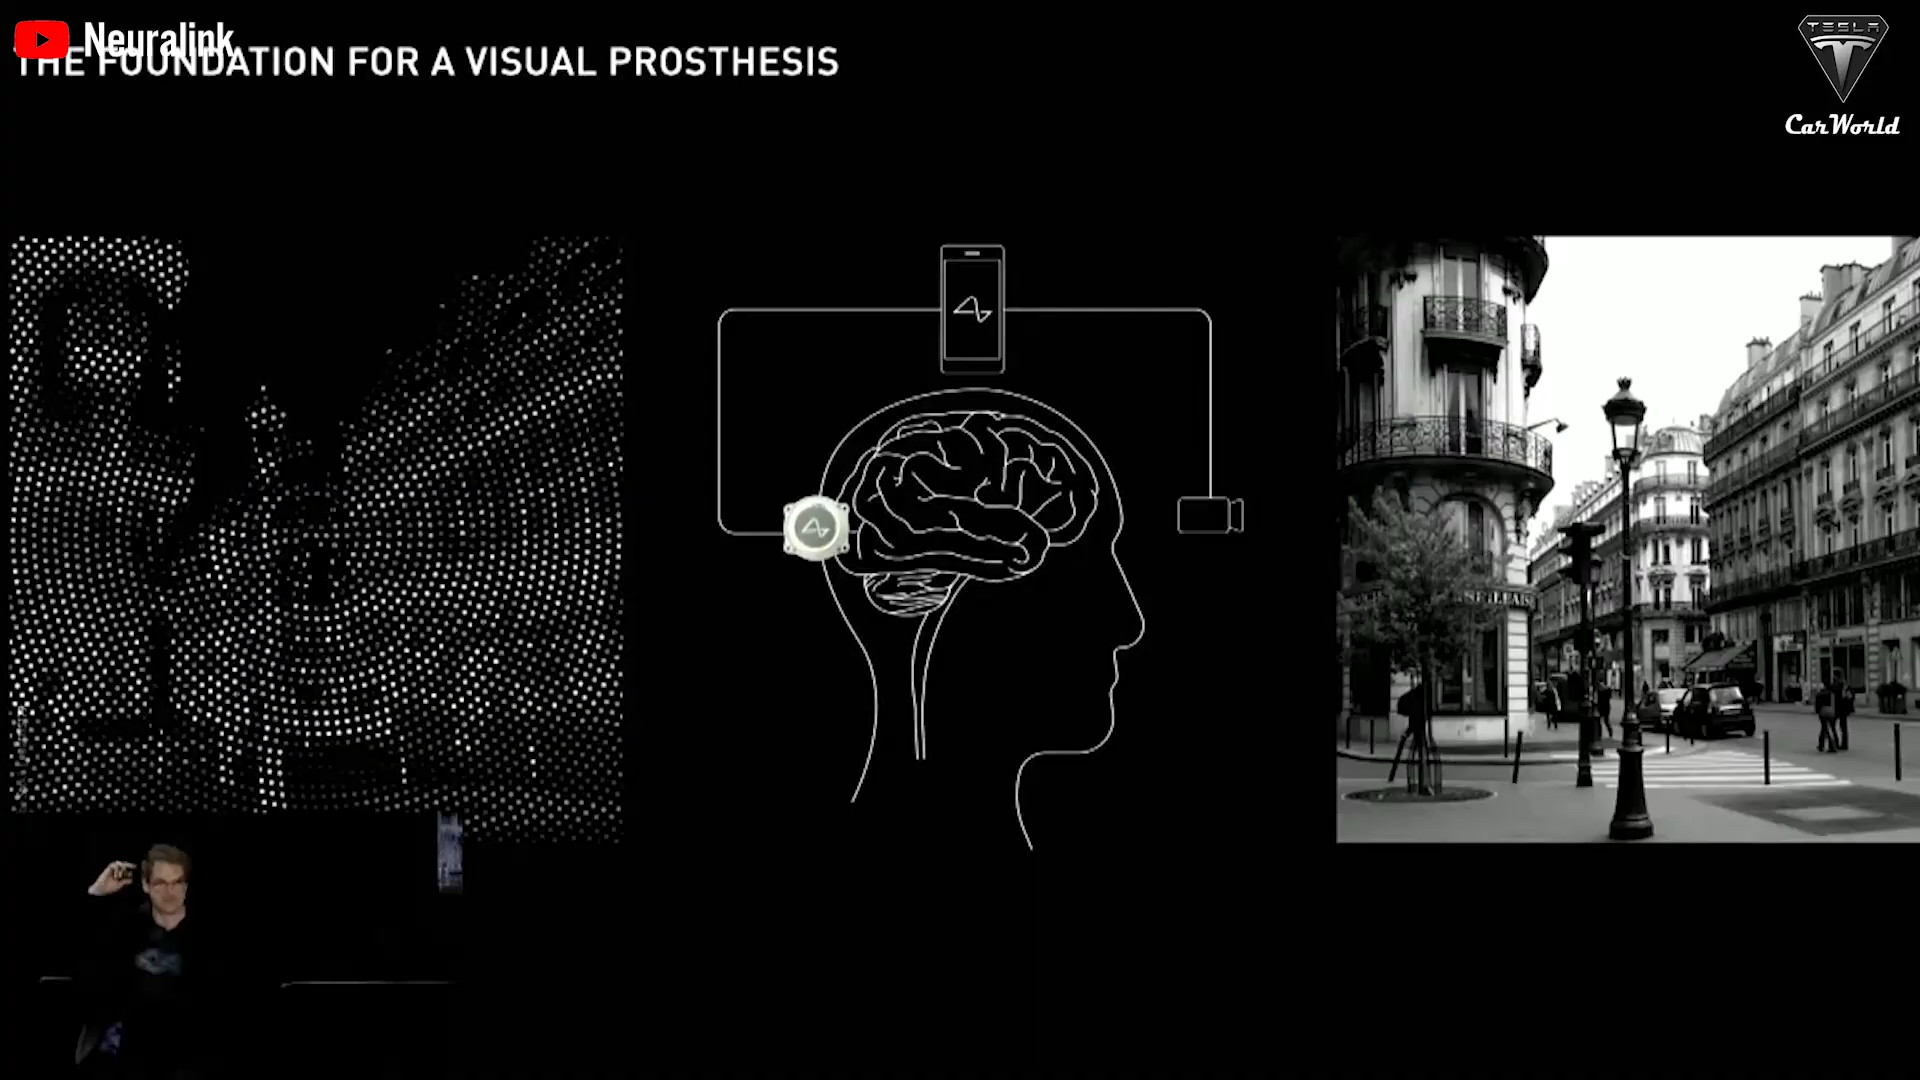 Neuralink
THE FOUNDATION FOR A VISUAL PROSTHESIS
TESLA
CarWorld